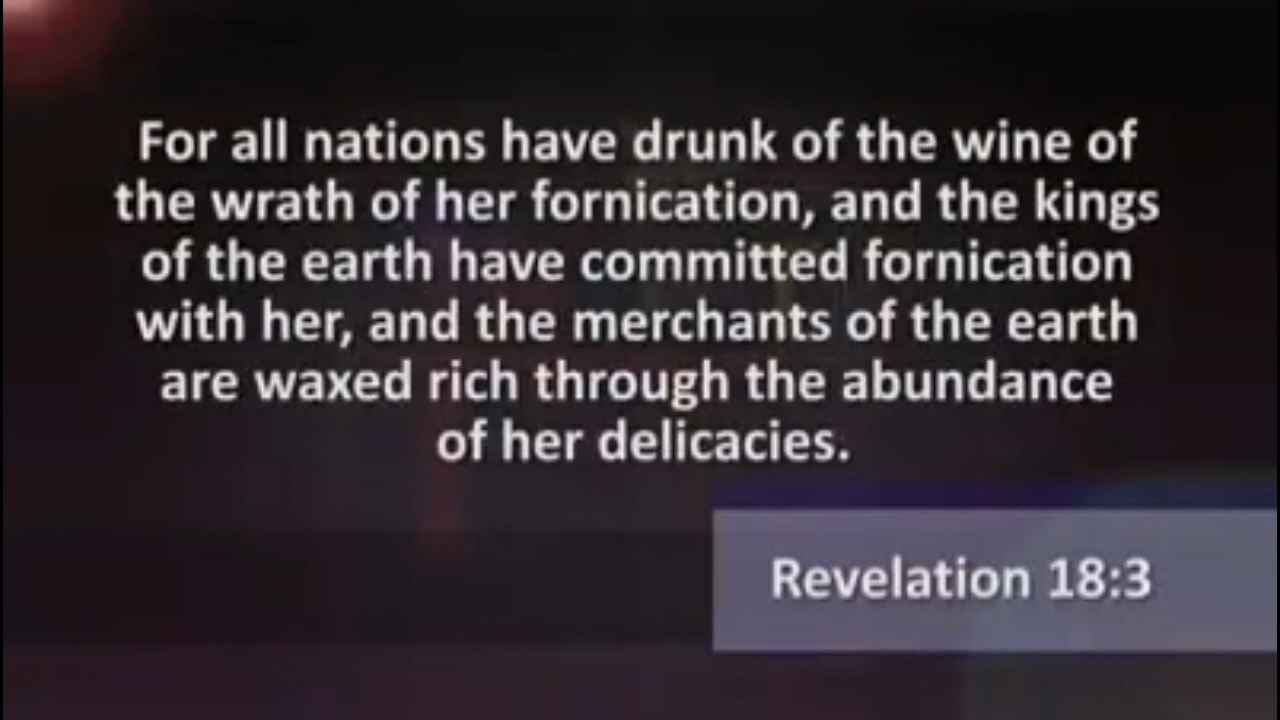 For all nations have drunk of the wine of
the wrath of her fornication, and the kings
of the earth have committed fornication
with her, and the merchants of the earth
are waxed rich through the abundance
of her delicacies.
Revelation 18:3